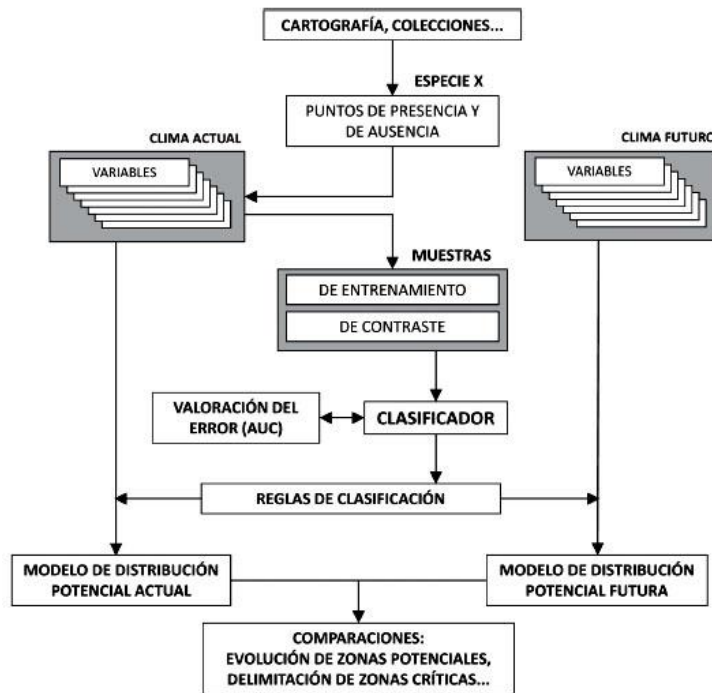 CARTOGRAFÍA, COLECCIONES...
ESPECIE X
PUNTOS DE PRESENCIA Y
DE AUSENCIA
CLIMA ACTUAL
VARIABLES
CLIMA FUTURO
VARIABLES
MUESTRAS
DE ENTRENAMIENTO
DE CONTRASTE
VALORACIÓN DEL
ERROR (AUC)
CLASIFICADOR
REGLAS DE CLASIFICACIÓN
MODELO DE DISTRIBUCIÓN
POTENCIAL ACTUAL
MODELO DE DISTRIBUCIÓN
POTENCIAL FUTURA
COMPARACIONES:
EVOLUCIÓN DE ZONAS POTENCIALES,
DELIMITACIÓN DE ZONAS CRÍTICAS...